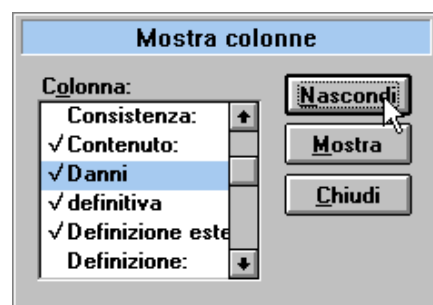 Mostra colonne
Colonna:
Consistenza:
√ Contenuto:
√ Danni
√ definitiva
√ Definizione este
Definizione:
Nascondi
Mostra
Chiudi